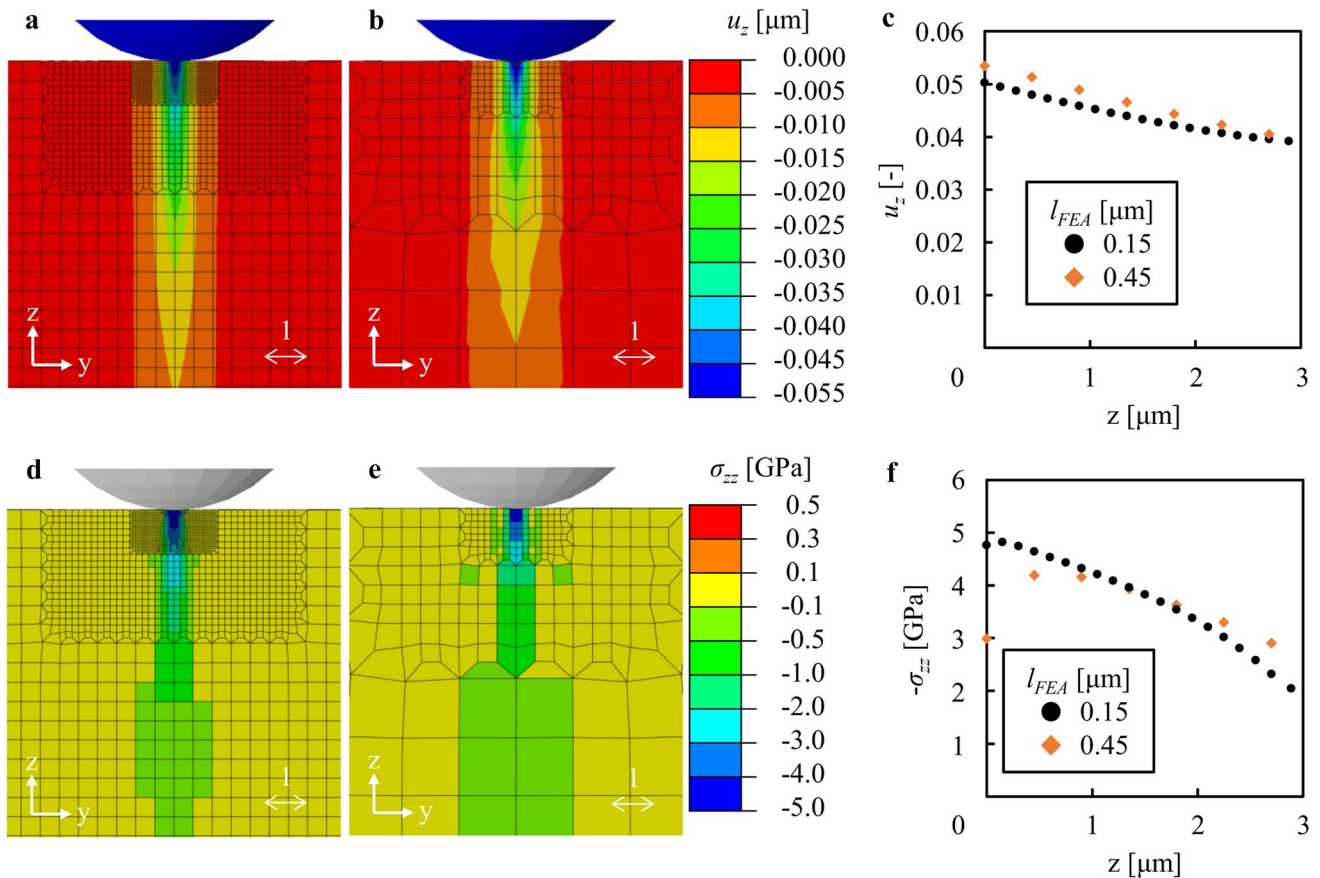 a
b
u_z [μm]
0.000
-0.005
-0.010
-0.015
-0.020
-0.025
-0.030
-0.035
-0.040
-0.045
-0.055
z
y
1
z
y
1
c
0.06
0.05
0.04
0.03
0.02
0.01
0
1
2
3
u_z [-]
z [μm]
l_FEA [μm]
0.15
0.45
d
e
σ_zz [GPa]
0.5
0.3
0.1
-0.1
-0.5
-1.0
-2.0
-3.0
-4.0
-5.0
z
y
1
z
y
1
f
6
5
4
3
2
1
0
1
2
3
-σ_zz [GPa]
z [μm]
l_FEA [μm]
0.15
0.45